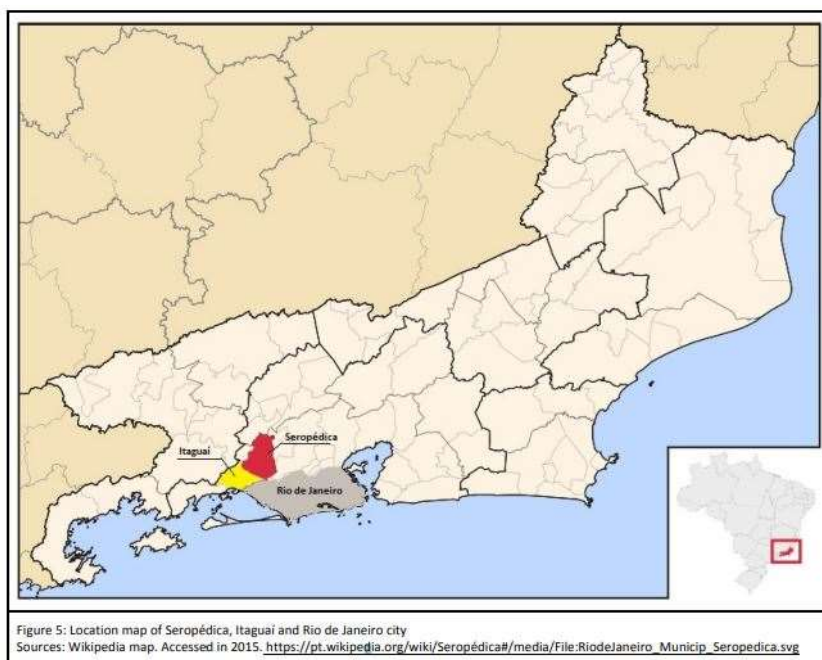 Seropédica
Itaguaí
Rio de Janeiro
Figure 5: Location map of Seropédica, Itaguaí and Rio de Janeiro city
Sources: Wikipedia map. Accessed in 2015. https://pt.wikipedia.org/wiki/Seropédica#/media/File:RiodeJaneiro_Municip_Seropedica.svg